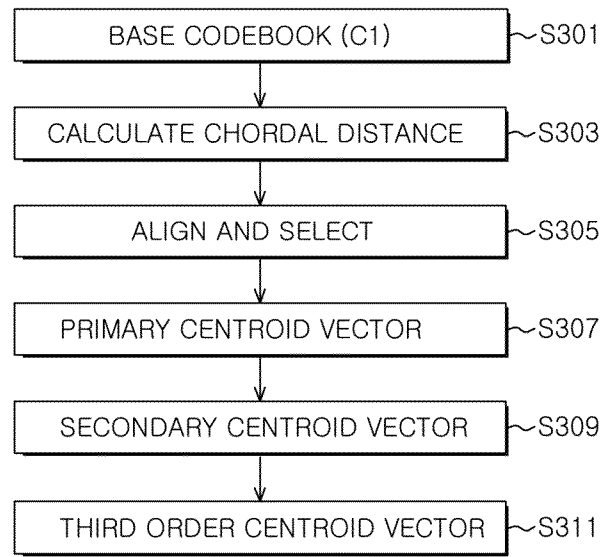 BASE CODEBOOK (C1) S301
CALCULATE CHORDAL DISTANCE S303
ALIGN AND SELECT S305
PRIMARY CENTROID VECTOR S307
SECONDARY CENTROID VECTOR S309
THIRD ORDER CENTROID VECTOR S311